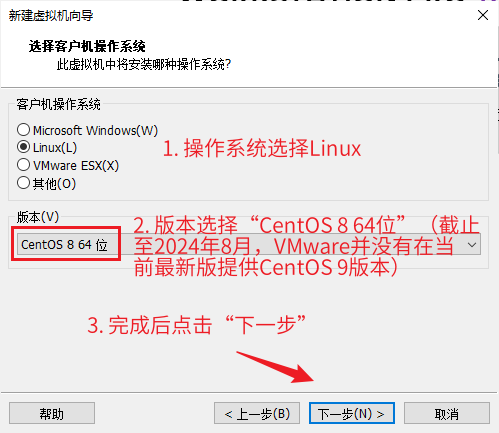 新建虚拟机向导
选择客户机操作系统
此虚拟机中将安装哪种操作系统?
客户机操作系统
Microsoft Windows(W)
Linux(L)
VMware ESX(X)
其他(O)
1. 操作系统选择Linux
版本(V)
CentOS 8 64 位
2. 版本选择“CentOS 8 64位”（截止
至2024年8月，VMware并没有在当
前最新版提供CentOS 9版本）
3. 完成后点击“下一步”
帮助
< 上一步(B)
下一步(N) >
取消